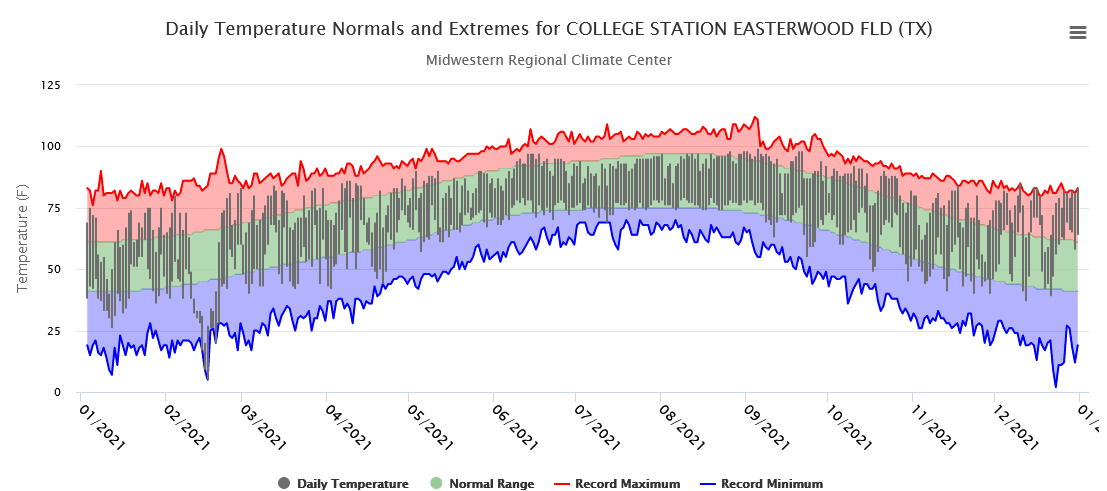 Daily Temperature Normals and Extremes for COLLEGE STATION EASTERWOOD FLD (TX)
Midwestern Regional Climate Center
Temperature (F)
125
100
75
50
25
0
01/2021
02/2021
03/2021
04/2021
05/2021
06/2021
07/2021
08/2021
09/2021
10/2021
11/2021
12/2021
Daily Temperature
Normal Range
Record Maximum
Record Minimum